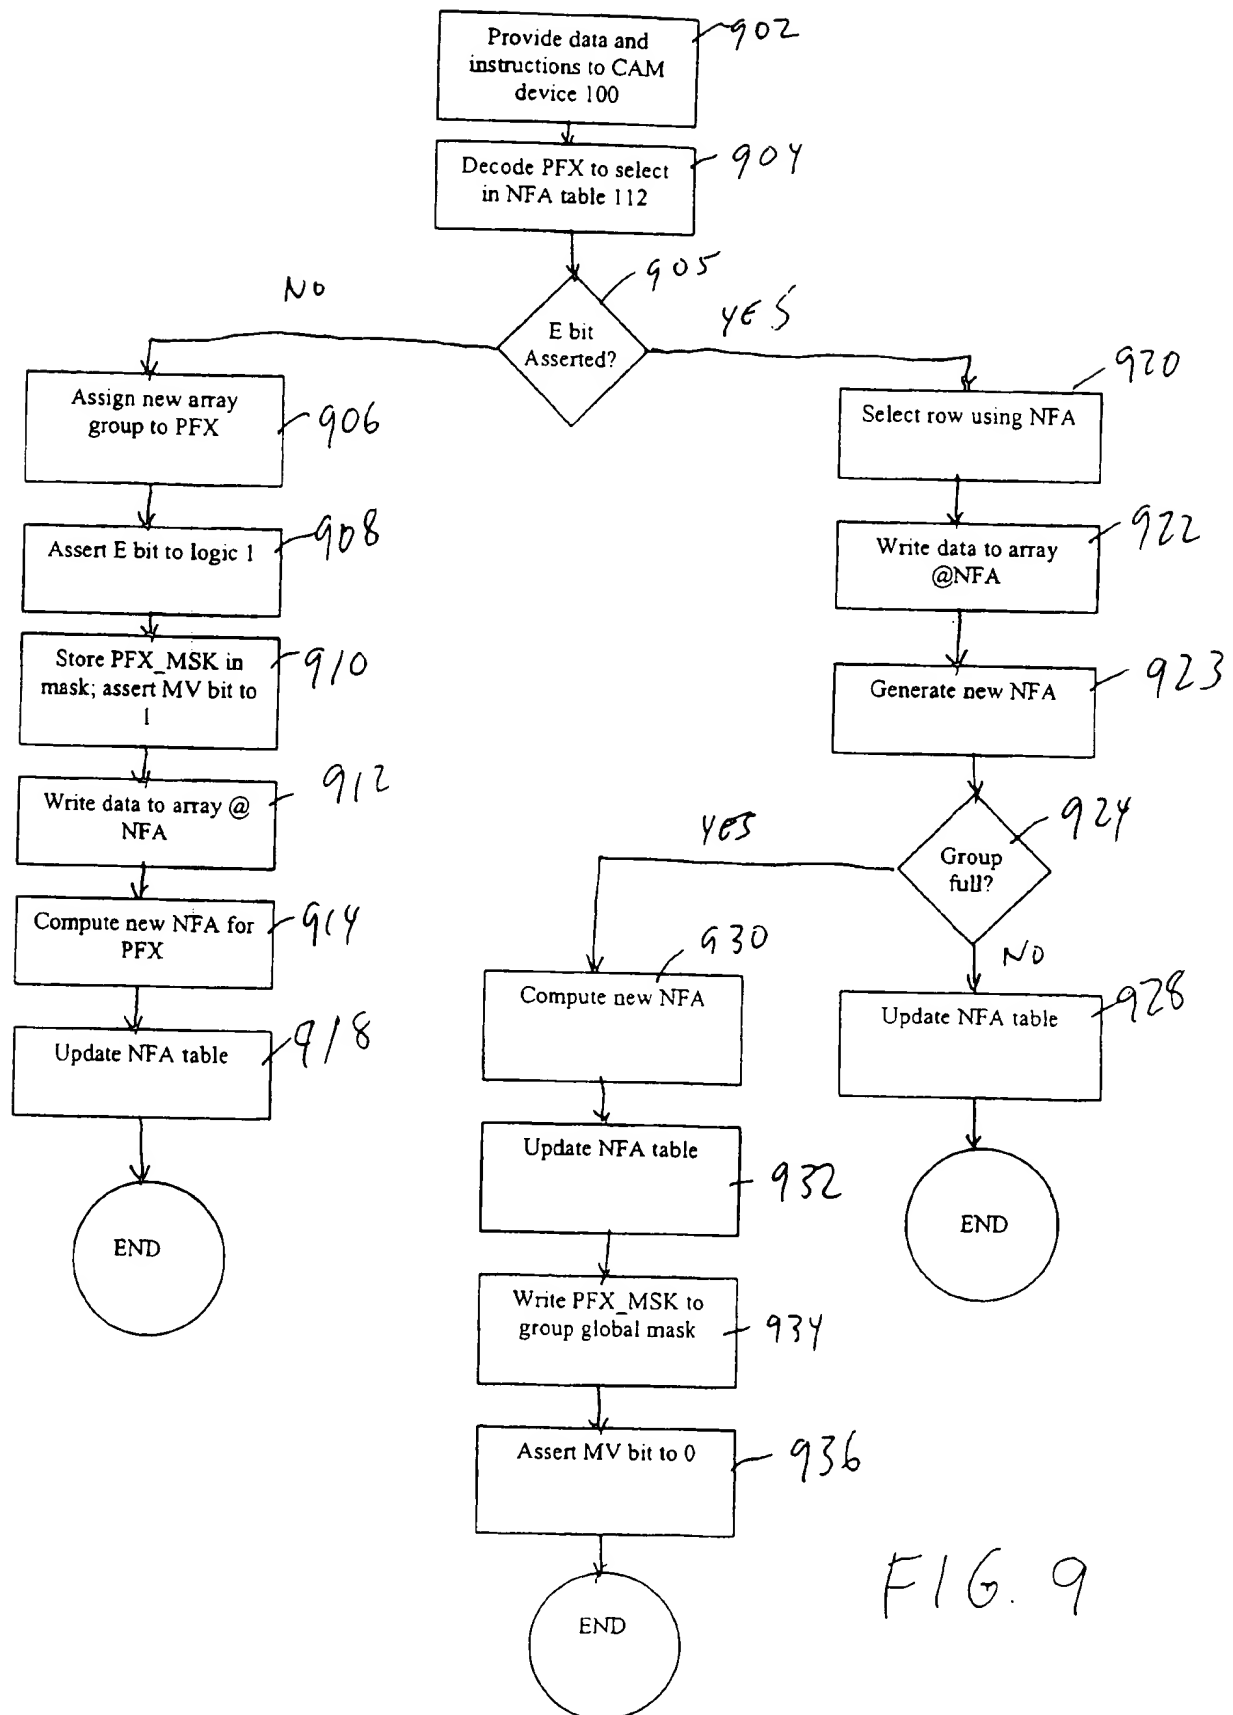 Provide data and
instructions to CAM
device 100
902
Decode PFX to select
in NFA table 112
904
905
E bit
Asserted?
NO
YES
Assign new array
group to PFX
906
Assert E bit to logic 1
908
Store PFX_MSK in
mask; assert MV bit to
1
910
Write data to array @
NFA
912
Compute new NFA for
PFX
914
Update NFA table
918
END
Select row using NFA
920
Write data to array
@NFA
922
Generate new NFA
923
Group
full?
924
YES
NO
Update NFA table
928
END
Compute new NFA
930
Update NFA table
932
Write PFX_MSK to
group global mask
934
Assert MV bit to 0
936
END
FIG. 9